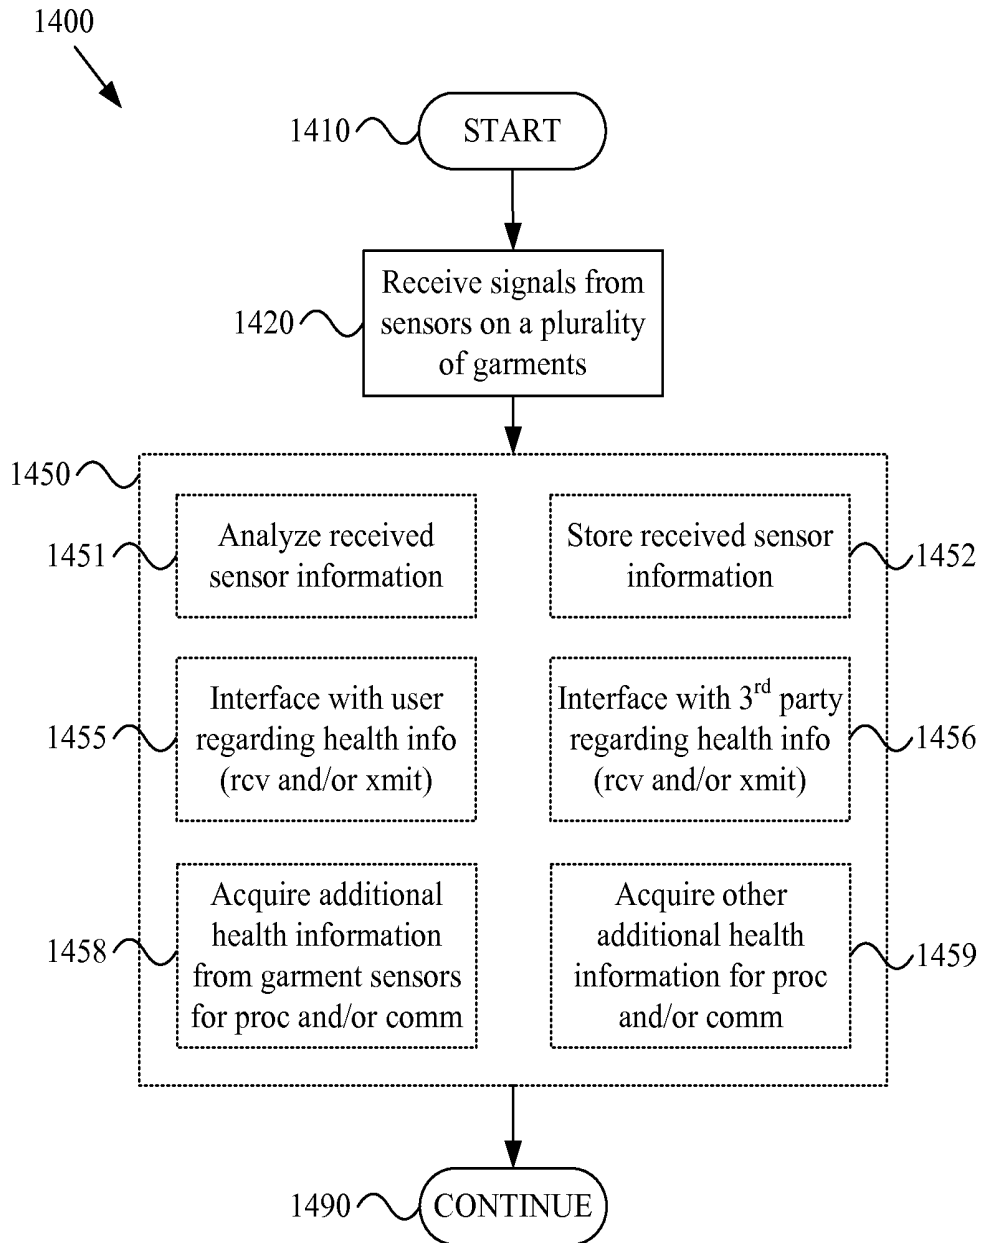 1400
1410
START
1420
Receive signals from
sensors on a plurality
of garments
1450
1451
Analyze received
sensor information
Store received sensor
information
1452
1455
Interface with user
regarding health info
(rcv and/or xmit)
Interface with 3rd party
regarding health info
(rcv and/or xmit)
1456
1458
Acquire additional
health information
from garment sensors
for proc and/or comm
Acquire other
additional health
information for proc
and/or comm
1459
1490
CONTINUE